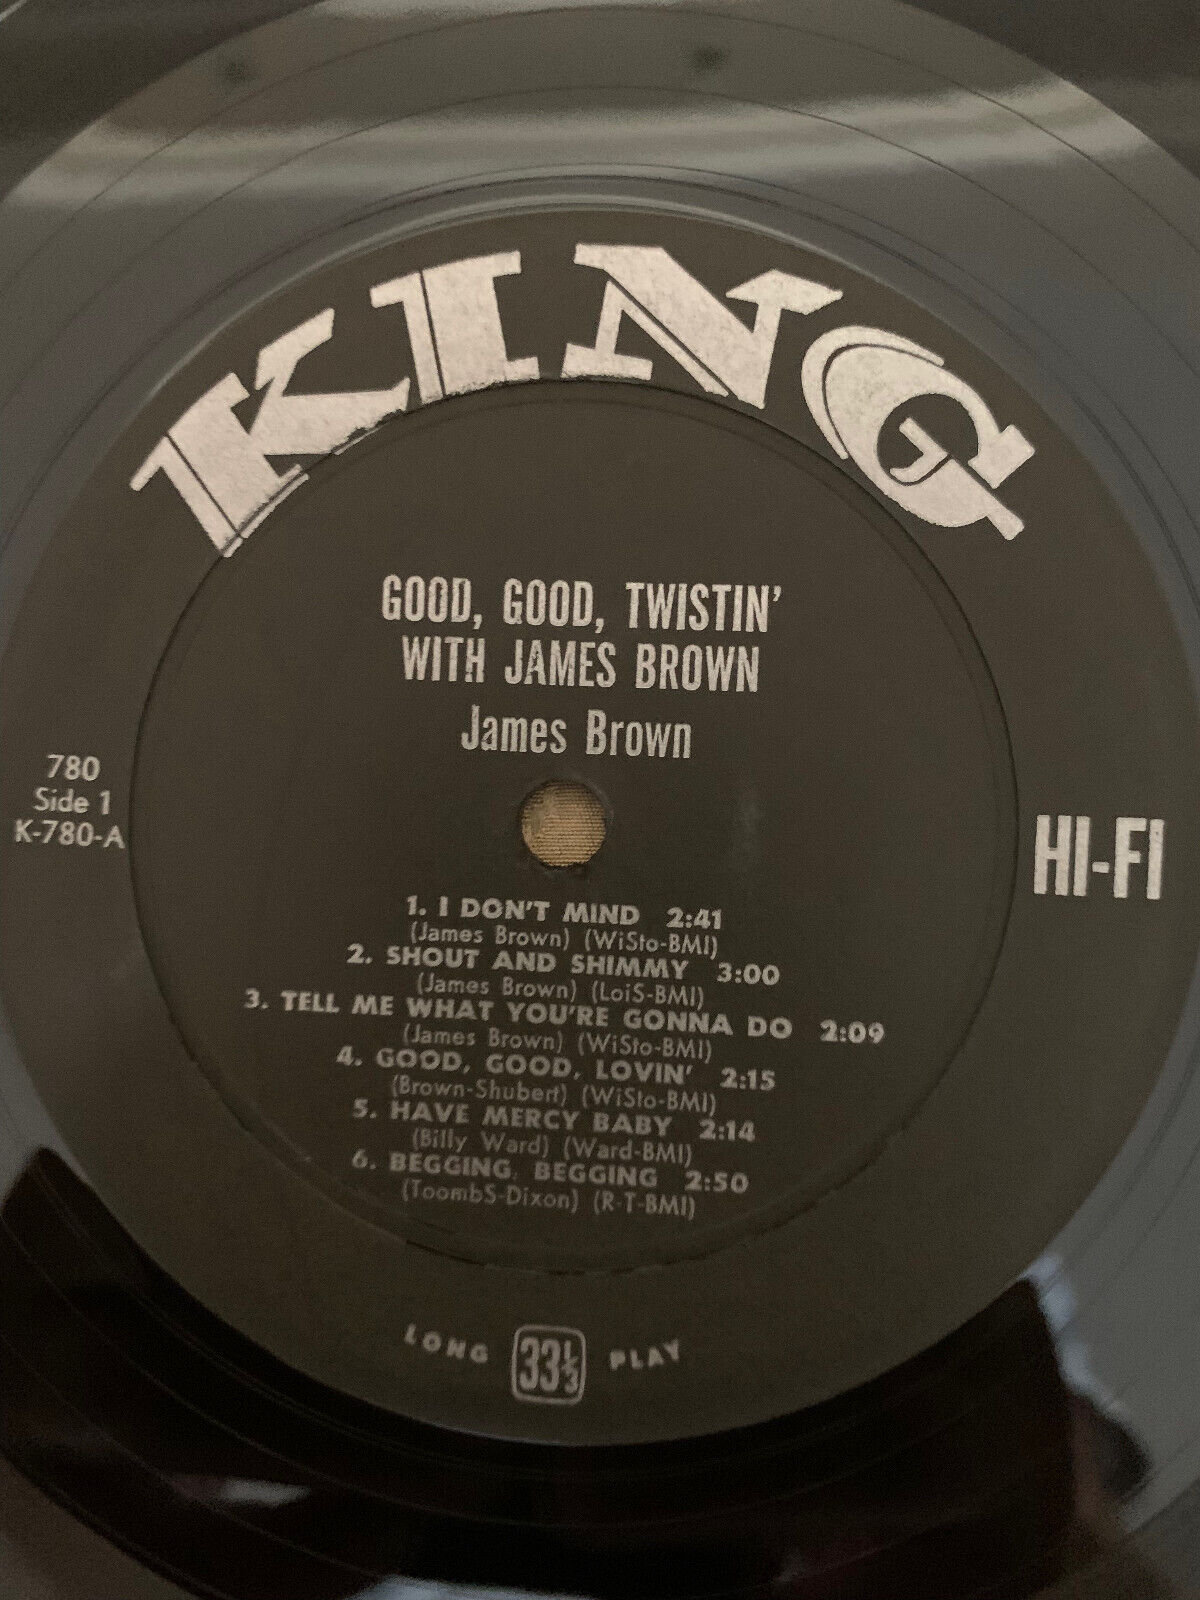 KING
GOOD, GOOD, TWISTIN'
WITH JAMES BROWN
James Brown
780
Side 1
K-780-A
HI-FI
1. I DON'T MIND 2:41
(James Brown) (WiSto-BMI)
2. SHOUT AND SHIMMY 3:00
(James Brown) (LoiS-BMI)
3. TELL ME WHAT YOU'RE GONNA DO 2:09
(James Brown) (WiSto-BMI)
4. GOOD, GOOD, LOVIN' 2:15
(Brown-Shubert) (WiSto-BMI)
5. HAVE MERCY BABY 2:14
(Billy Ward) (Ward-BMI)
6. BEGGING, BEGGING 2:50
(ToombS-Dixon) (R-T-BMI)
LONG 33⅓ PLAY